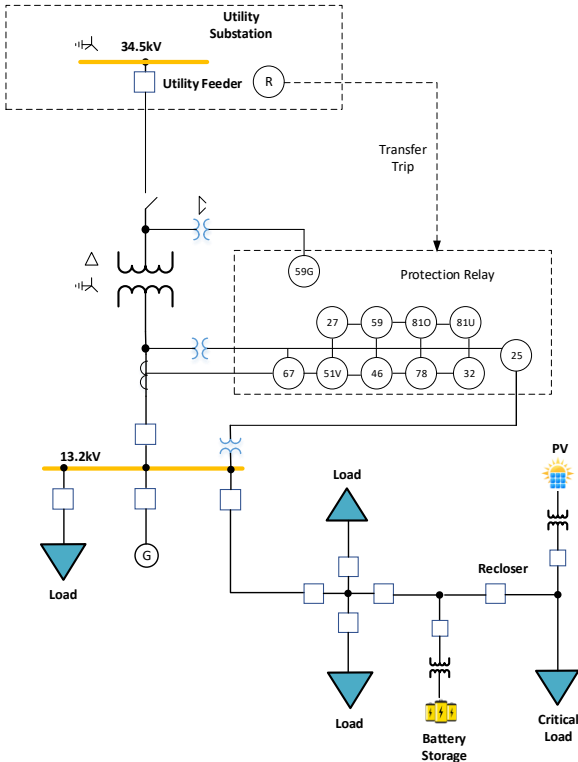 Utility
Substation
34.5kV
Utility Feeder
R
Transfer
Trip
59G
Protection Relay
27
59
81O
81U
25
67
51V
46
78
32
13.2kV
PV
Load
G
Load
Recloser
Load
Critical
Load
Battery
Storage